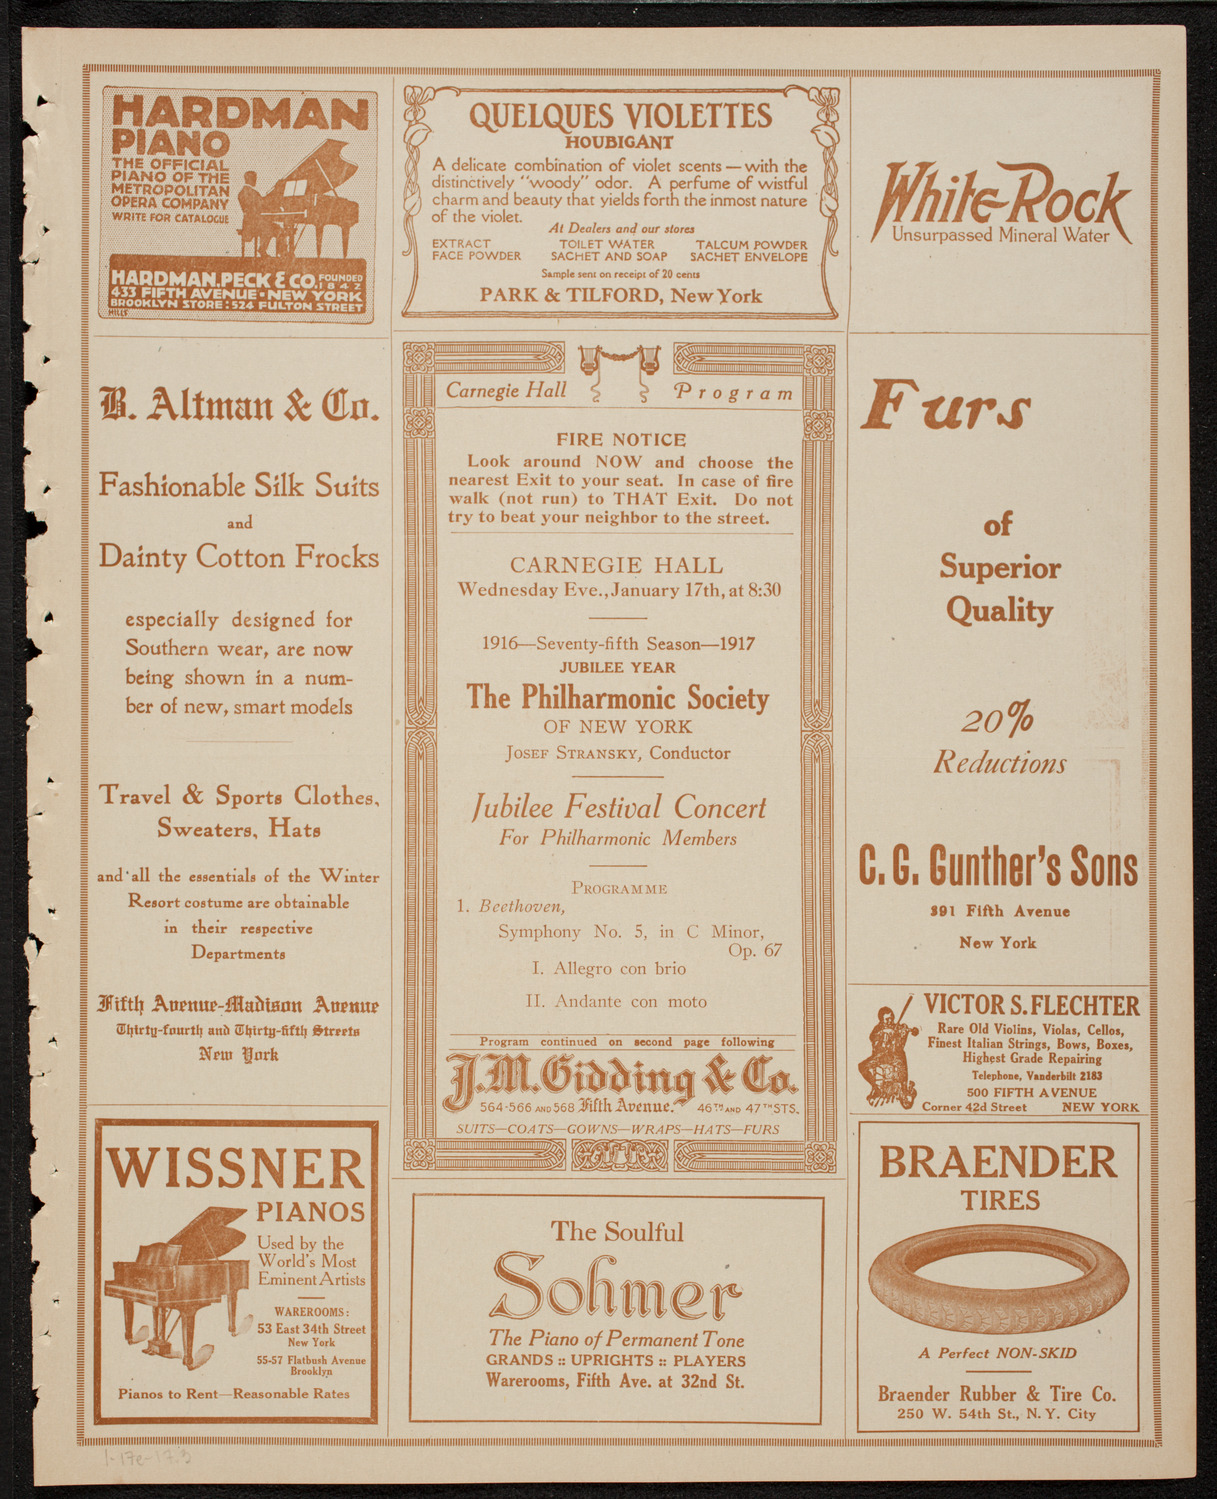 HARDMAN
PIANO
THE OFFICIAL
PIANO OF THE
METROPOLITAN
OPERA COMPANY
WRITE FOR CATALOGUE
HARDMAN, PECK & CO. FOUNDED 1842
433 FIFTH AVENUE • NEW YORK
BROOKLYN STORE: 524 FULTON STREET
MILLS
QUELQUES VIOLETTES
HOUBIGANT
A delicate combination of violet scents — with the
distinctively "woody" odor. A perfume of wistful
charm and beauty that yields forth the inmost nature
of the violet.
At Dealers and our stores
EXTRACT TOILET WATER TALCUM POWDER
FACE POWDER SACHET AND SOAP SACHET ENVELOPE
Sample sent on receipt of 20 cents
PARK & TILFORD, New York
White Rock
Unsurpassed Mineral Water
B. Altman & Co.
Fashionable Silk Suits
and
Dainty Cotton Frocks
especially designed for
Southern wear, are now
being shown in a num-
ber of new, smart models
Travel & Sports Clothes,
Sweaters, Hats
and all the essentials of the Winter
Resort costume are obtainable
in their respective
Departments
Fifth Avenue-Madison Avenue
Thirty-fourth and Thirty-fifth Streets
New York
Carnegie Hall Program
FIRE NOTICE
Look around NOW and choose the
nearest Exit to your seat. In case of fire
walk (not run) to THAT Exit. Do not
try to beat your neighbor to the street.
CARNEGIE HALL
Wednesday Eve., January 17th, at 8:30
1916—Seventy-fifth Season—1917
JUBILEE YEAR
The Philharmonic Society
OF NEW YORK
JOSEF STRANSKY, Conductor
Jubilee Festival Concert
For Philharmonic Members
PROGRAMME
1. Beethoven,
Symphony No. 5, in C Minor,
Op. 67
I. Allegro con brio
II. Andante con moto
Program continued on second page following
J.M. Gidding & Co.
564-566 AND 568 Fifth Avenue. 46TH AND 47TH STS.
SUITS—COATS—GOWNS—WRAPS—HATS—FURS
Furs
of
Superior
Quality
20%
Reductions
C. G. Gunther's Sons
391 Fifth Avenue
New York
VICTOR S. FLECHTER
Rare Old Violins, Violas, Cellos,
Finest Italian Strings, Bows, Boxes,
Highest Grade Repairing
Telephone, Vanderbilt 2183
500 FIFTH AVENUE
Corner 42d Street NEW YORK
WISSNER
PIANOS
Used by the
World's Most
Eminent Artists
WAREROOMS:
53 East 34th Street
New York
55-57 Flatbush Avenue
Brooklyn
Pianos to Rent—Reasonable Rates
The Soulful
Sohmer
The Piano of Permanent Tone
GRANDS :: UPRIGHTS :: PLAYERS
Warerooms, Fifth Ave. at 32nd St.
BRAENDER
TIRES
A Perfect NON-SKID
Braender Rubber & Tire Co.
250 W. 54th St., N. Y. City
1-17e-17.3